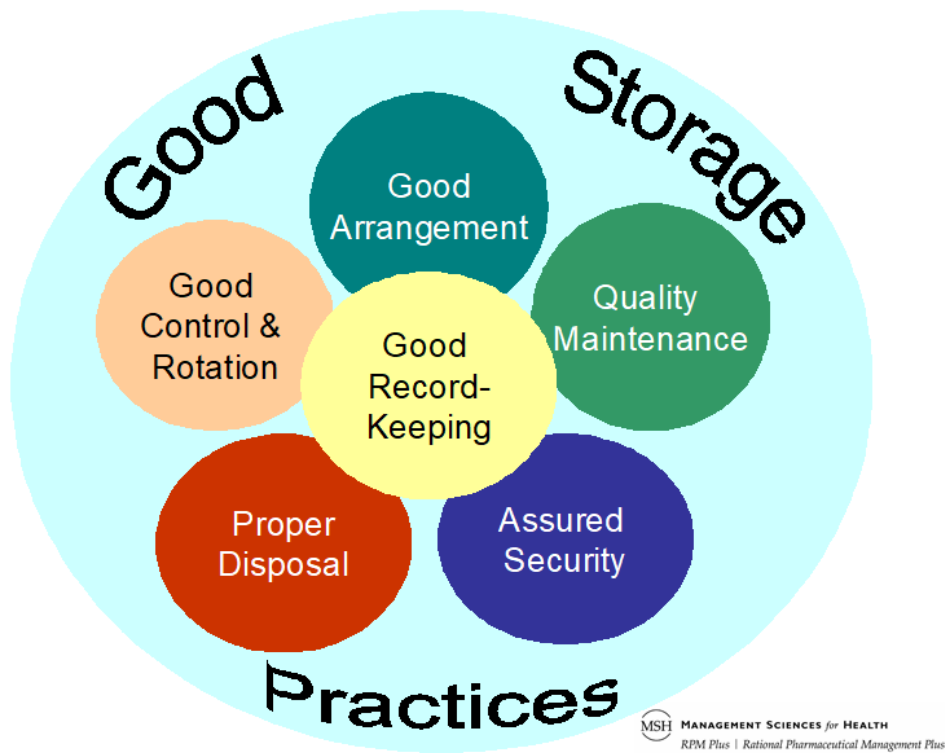 Good
Storage
Good
Arrangement
Good
Control &
Rotation
Quality
Maintenance
Good
Record-
Keeping
Proper
Disposal
Assured
Security
Practices
MSH
MANAGEMENT SCIENCES for HEALTH
RPM Plus | Rational Pharmaceutical Management Plus